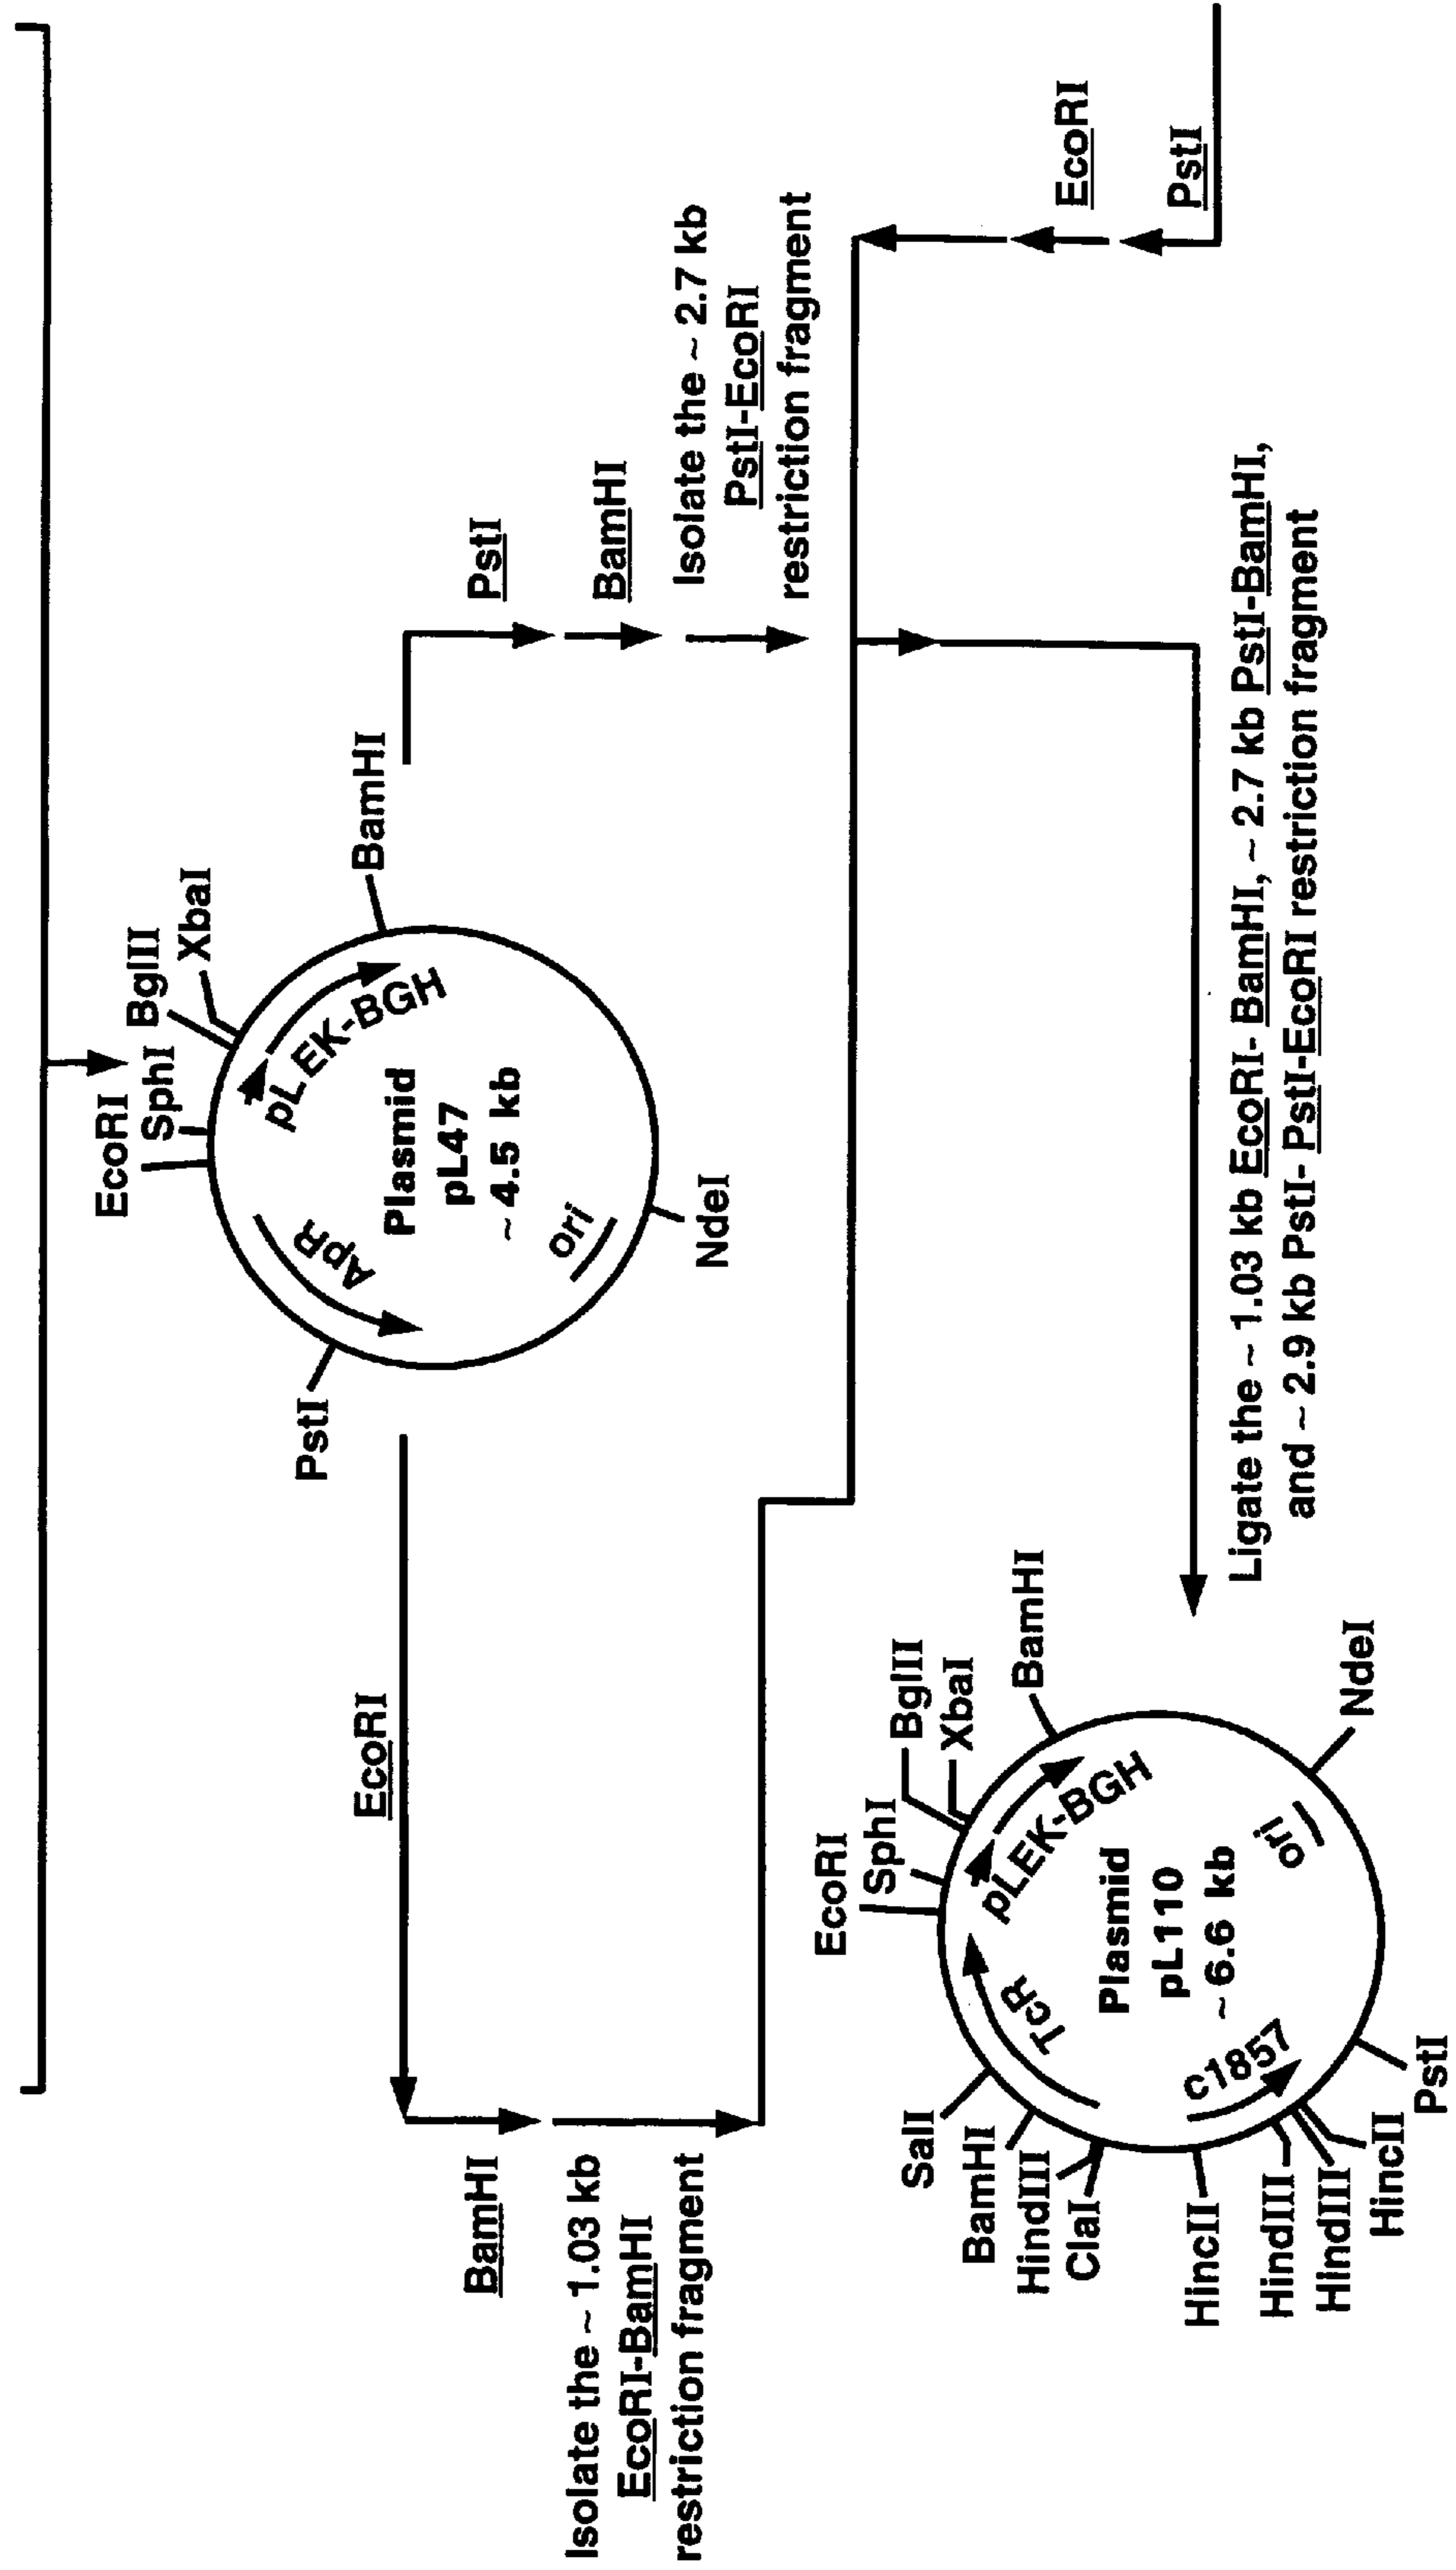 EcoRI
SphI
BglII
XbaI
BamHI
PstI
NdeI
ApR
pLEK-BGH
Plasmid
pL47
~ 4.5 kb
ori
EcoRI
BamHI
Isolate the ~ 1.03 kb
EcoRI-BamHI
restriction fragment
PstI
BamHI
Isolate the ~ 2.7 kb
PstI-EcoRI
restriction fragment
EcoRI
PstI
EcoRI
SphI
BglII
XbaI
BamHI
NdeI
PstI
HincII
HindIII
HindIII
HincII
ClaI
HindIII
BamHI
SalI
TcR
pLEK-BGH
Plasmid
pL110
~ 6.6 kb
ori
c1857
Ligate the ~ 1.03 kb EcoRI- BamHI, ~ 2.7 kb PstI-BamHI,
and ~ 2.9 kb PstI- PstI-EcoRI restriction fragment